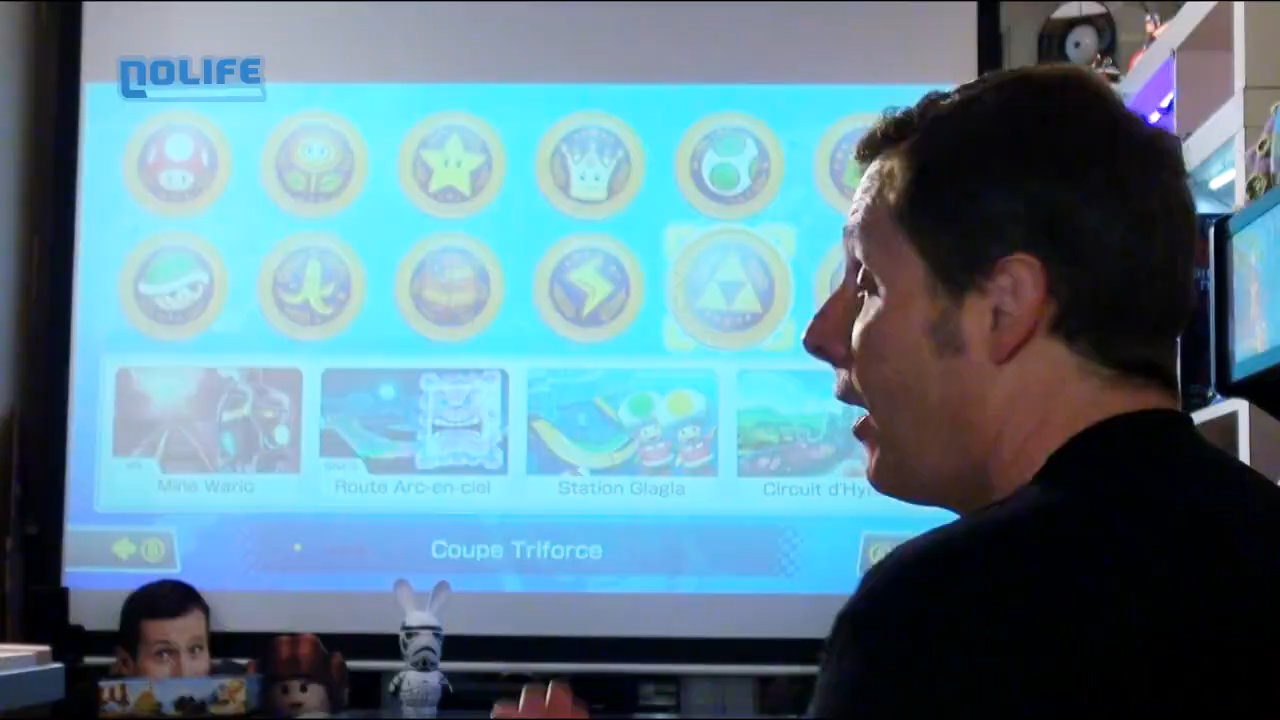 NOLIFE
Mine Wario
Route Arc-en-ciel
Station Glagla
Circuit d'Hy
Coupe Triforce